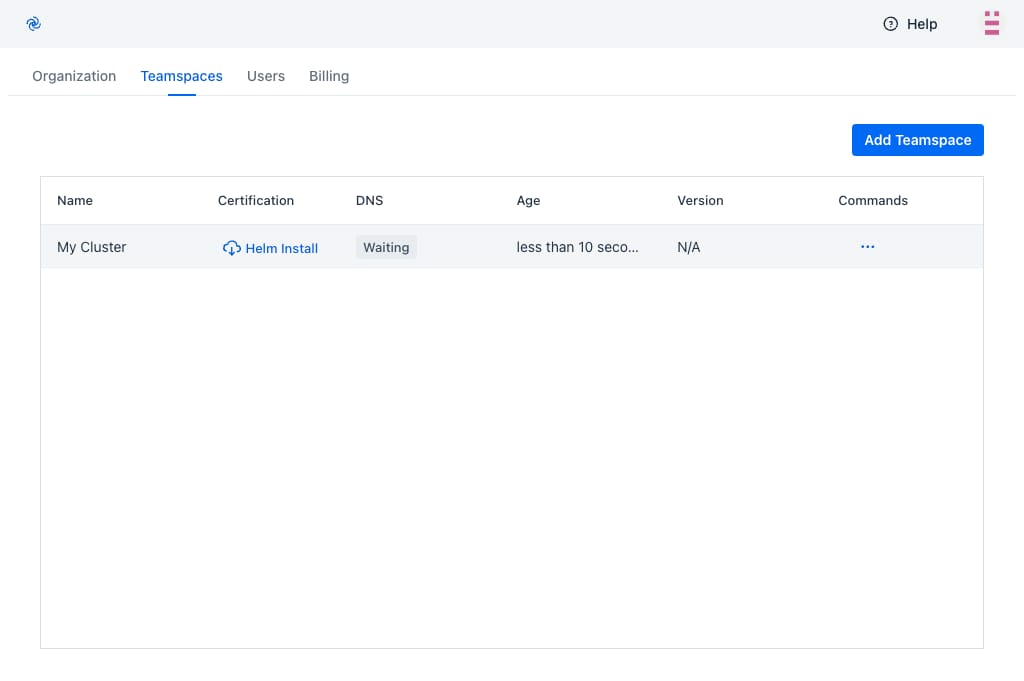 Help
Organization Teamspaces Users Billing
Add Teamspace
Name Certification DNS Age Version Commands
My Cluster Helm Install Waiting less than 10 seco... N/A ...